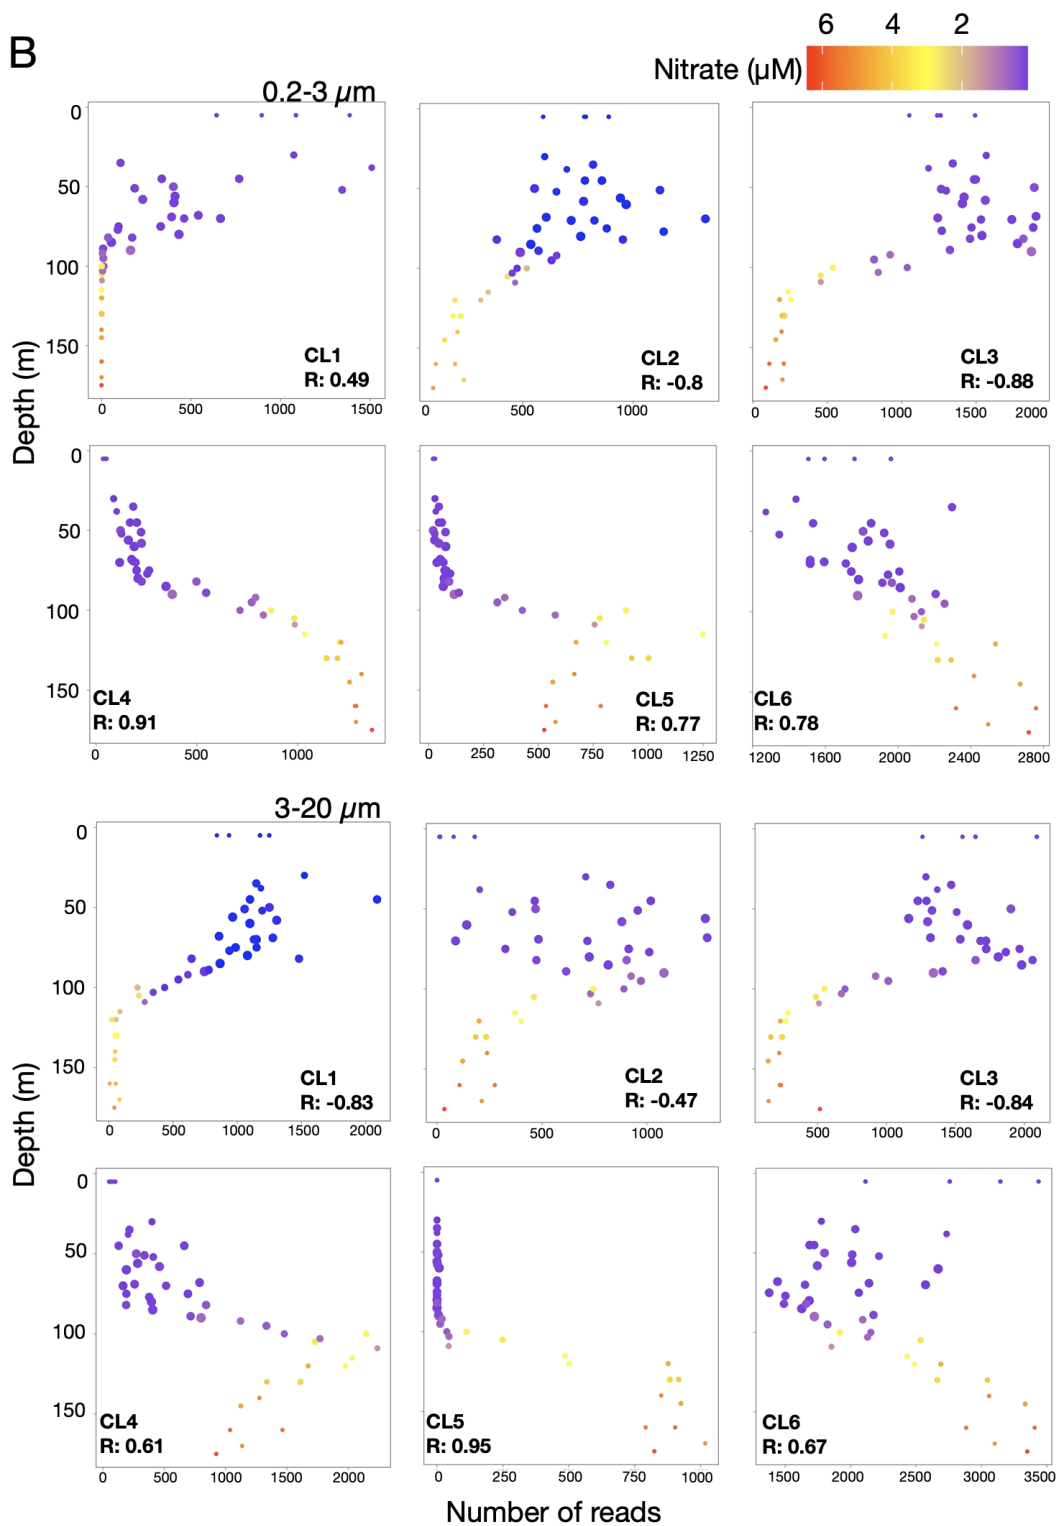 B
6 4 2
Nitrate (µM)
0.2-3 µm
0
50
100
150
CL1
R: 0.49
0 500 1000 1500
CL2
R: -0.8
0 500 1000
CL3
R: -0.88
0 500 1000 1500 2000
Depth (m)
0
50
100
150
CL4
R: 0.91
0 500 1000
CL5
R: 0.77
0 250 500 750 1000 1250
CL6
R: 0.78
1200 1600 2000 2400 2800
3-20 µm
0
50
100
150
CL1
R: -0.83
0 500 1000 1500 2000
CL2
R: -0.47
0 500 1000
CL3
R: -0.84
500 1000 1500 2000
Depth (m)
0
50
100
150
CL4
R: 0.61
0 500 1000 1500 2000
CL5
R: 0.95
0 250 500 750 1000
CL6
R: 0.67
1500 2000 2500 3000 3500
Number of reads